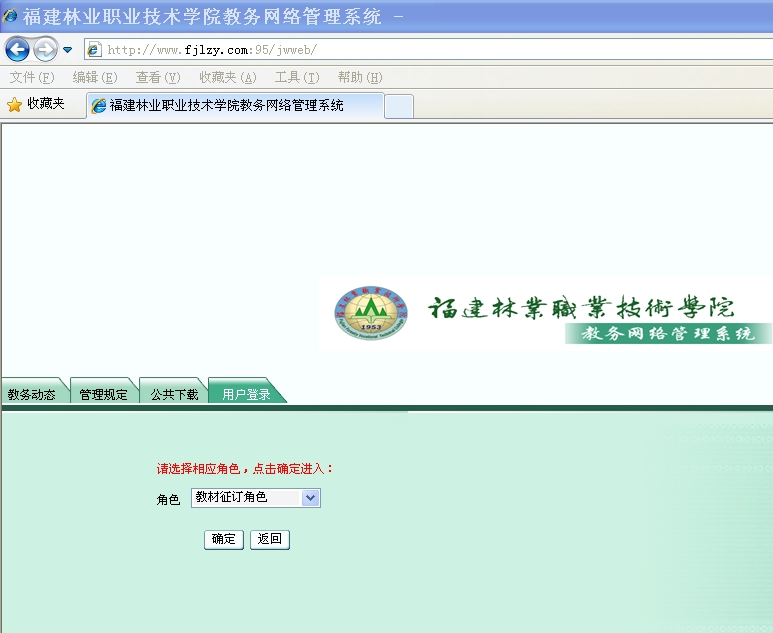 福建林业职业技术学院教务网络管理系统 -
http://www.fjlzy.com:95/jwweb/
文件(F) 编辑(E) 查看(V) 收藏夹(A) 工具(T) 帮助(H)
收藏夹 福建林业职业技术学院教务网络管理系统
1953
福建林業職業技術學院
教务网络管理系统
教务动态 管理规定 公共下载 用户登录
请选择相应角色，点击确定进入：
角色 教材征订角色
确定 返回